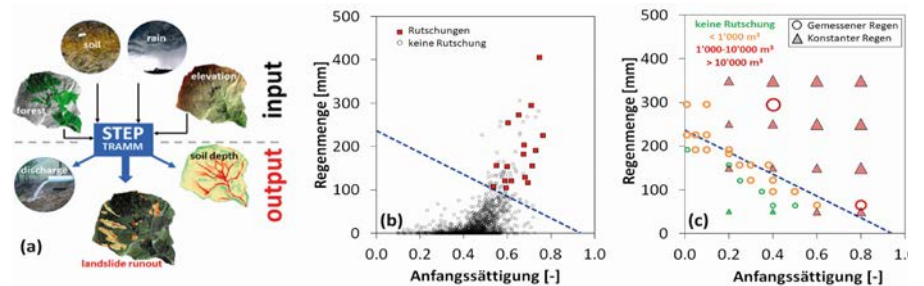 soil
rain
forest
elevation
input
STEP
TRAMM
output
discharge
soil depth
(a)
landslide runout
Regenmenge [mm]
500
400
300
200
100
0
Rutschungen
keine Rutschung
(b)
0.0 0.2 0.4 0.6 0.8 1.0
Anfangssättigung [-]
Regenmenge [mm]
500
400
300
200
100
0
keine Rutschung
< 1'000 m³
1'000-10'000 m³
> 10'000 m³
Gemessener Regen
Konstanter Regen
(c)
0.0 0.2 0.4 0.6 0.8 1.0
Anfangssättigung [-]